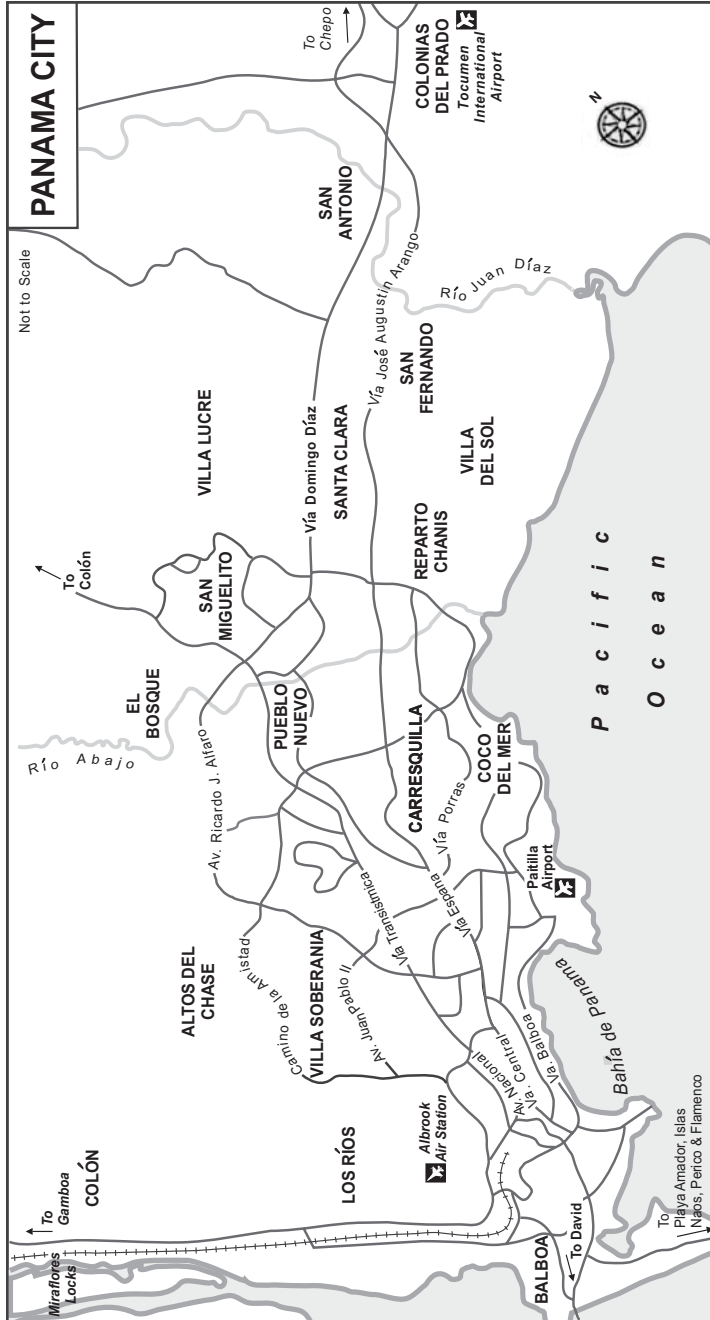 PANAMA CITY
Not to Scale
To
Chepo
COLONIAS
DEL PRADO
Tocumen
International
Airport
N
SAN
ANTONIO
Río Juan Díaz
Vía José Augustin Arango
SAN
FERNANDO
VILLA LUCRE
Vía Domingo Díaz
SANTA CLARA
VILLA
DEL SOL
REPARTO
CHANIS
To
Colón
SAN
MIGUELITO
EL
BOSQUE
Río Abajo
PUEBLO
NUEVO
Av. Ricardo J. Alfaro
CARRESQUILLA
COCO
DEL MER
Vía Porras
Pacific
Ocean
Paitilla
Airport
Vía España
Vía Transísmica
ALTOS DEL
CHASE
Camino de la Amistad
VILLA SOBERANIA
Av. Juan Pablo II
Av. Nacional
Va. Central
Va. Balboa
Bahía de Panama
Albrook
Air Station
LOS RÍOS
COLÓN
To
Gamboa
Miraflores
Locks
BALBOA
To David
To
Playa Amador, Islas
Naos, Perico & Flamenco